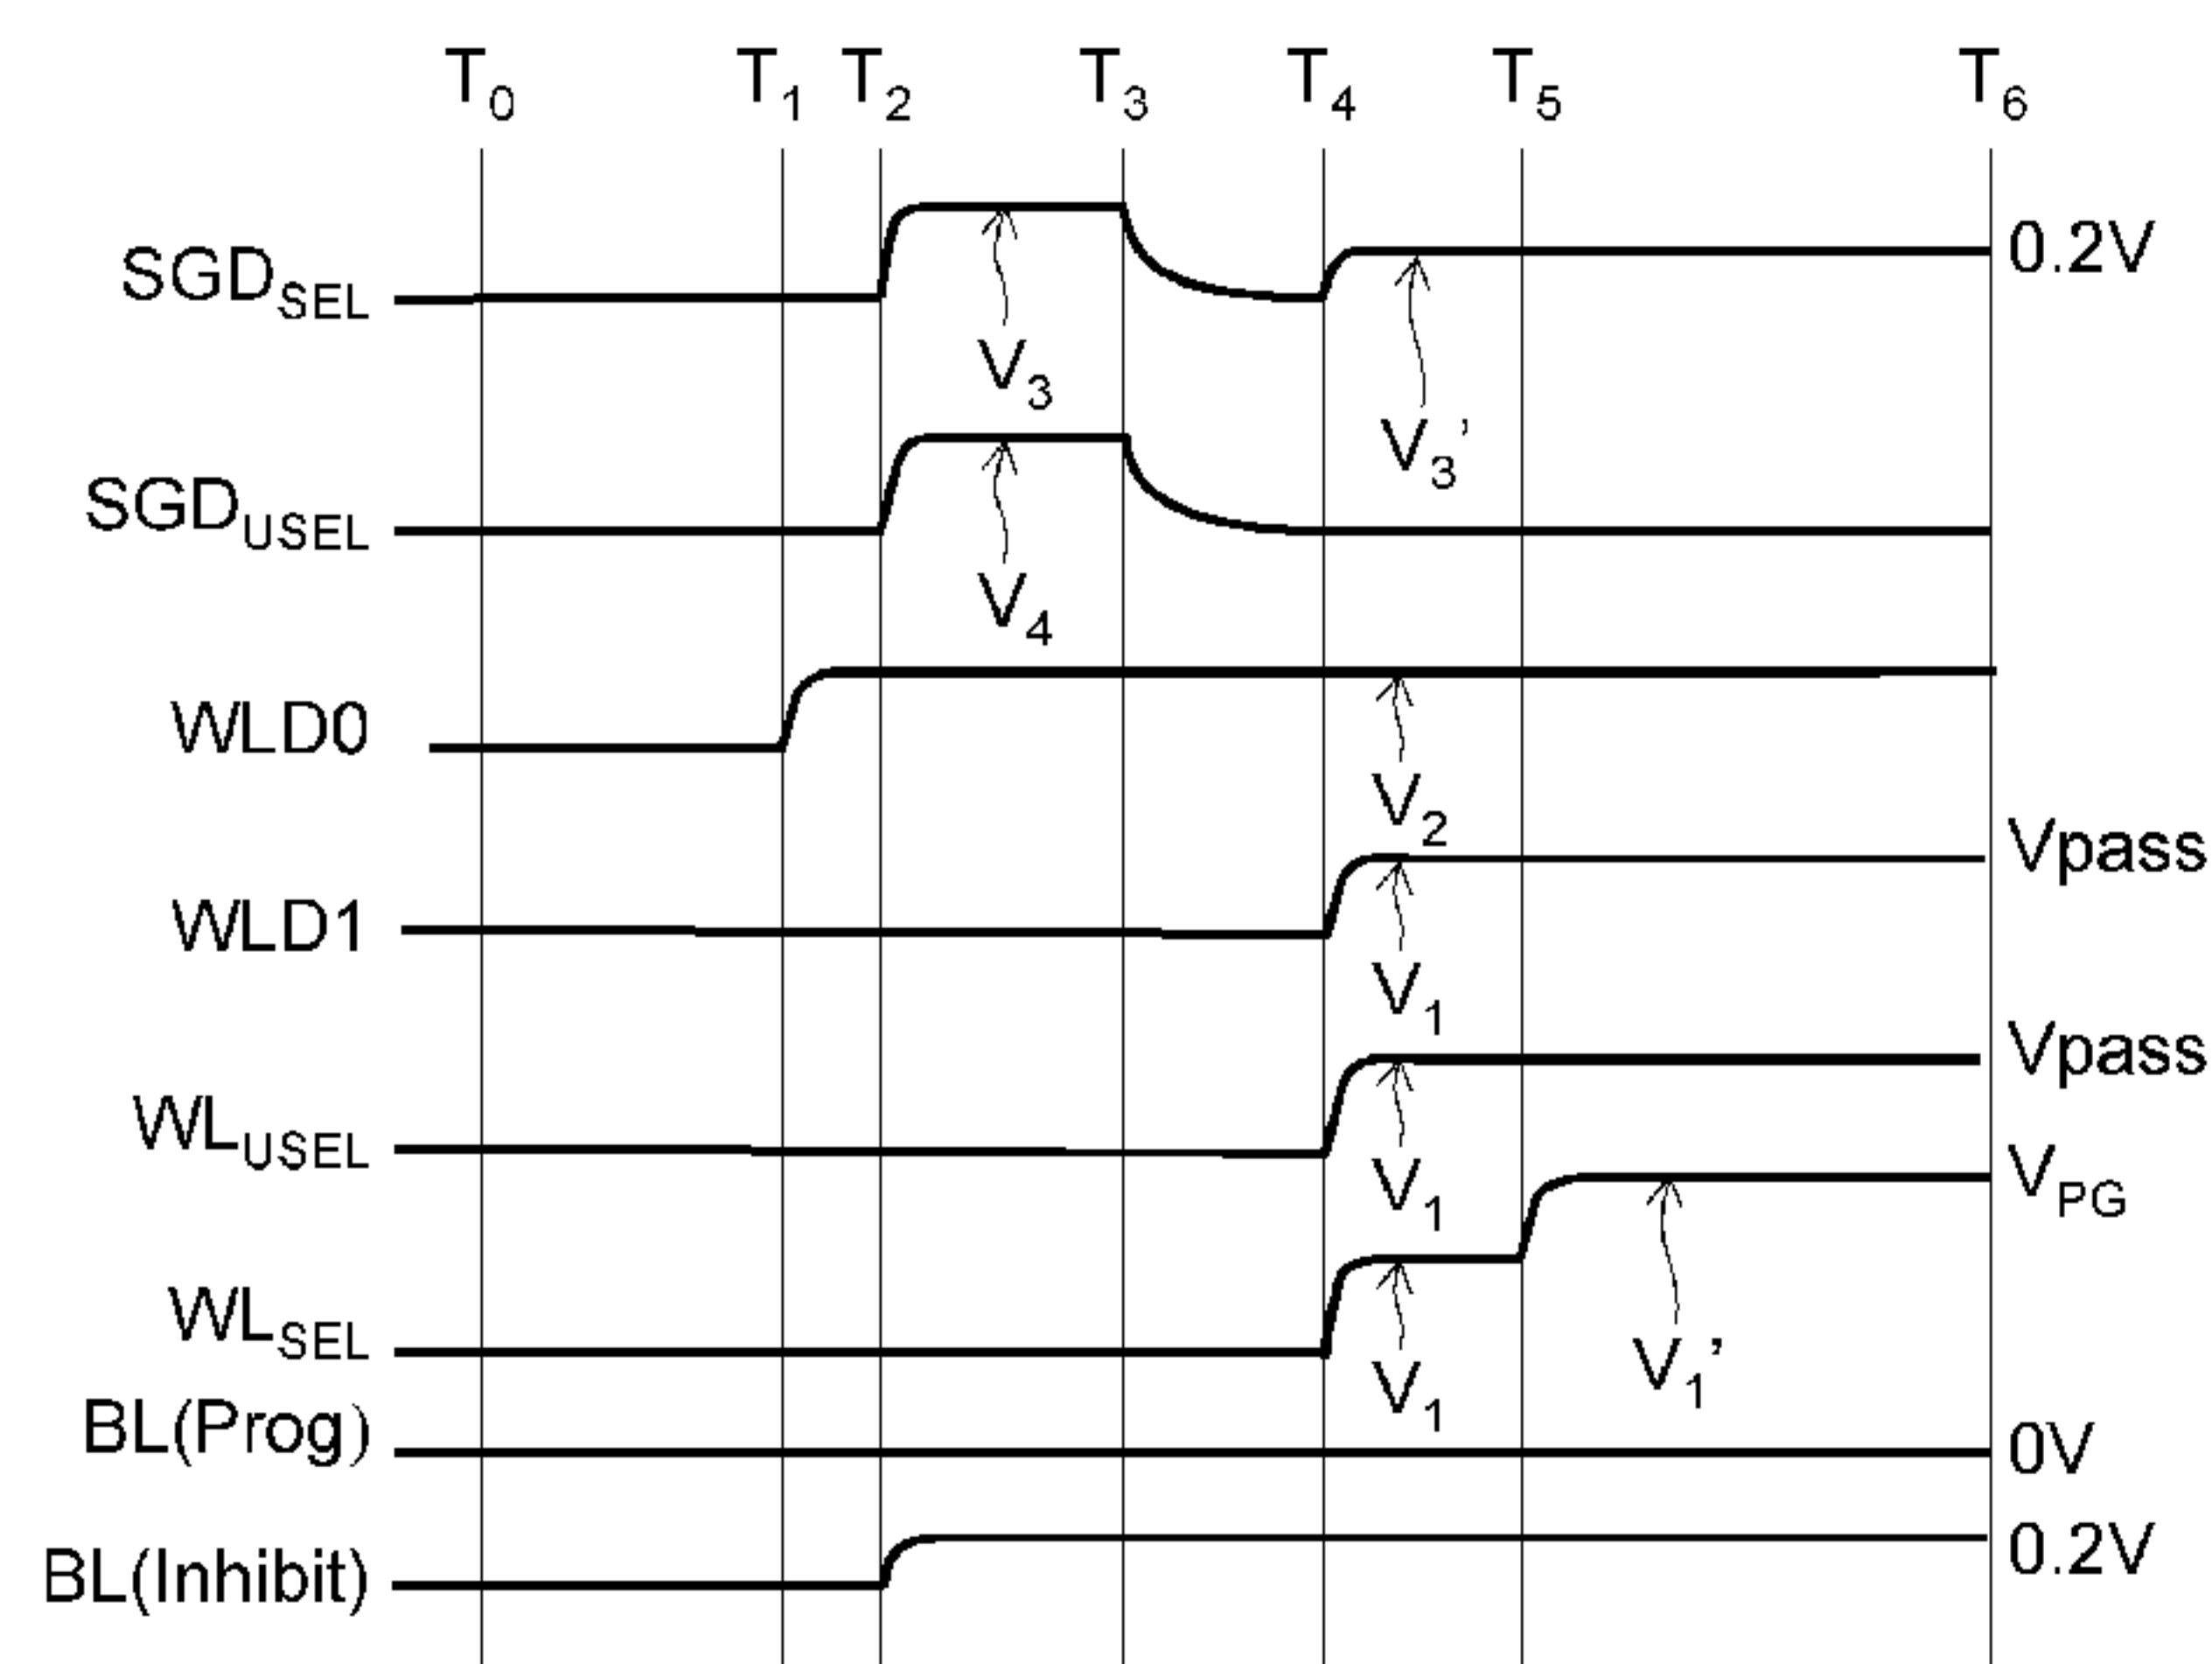 T0 T1 T2 T3 T4 T5 T6
SGDSEL 0.2V
V3
V3’
SGDUSEL
V4
WLD0
V2
Vpass
WLD1
V1
Vpass
WLUSEL
V1
VPG
WLSEL
V1
V1’
BL(Prog) 0V
BL(Inhibit) 0.2V